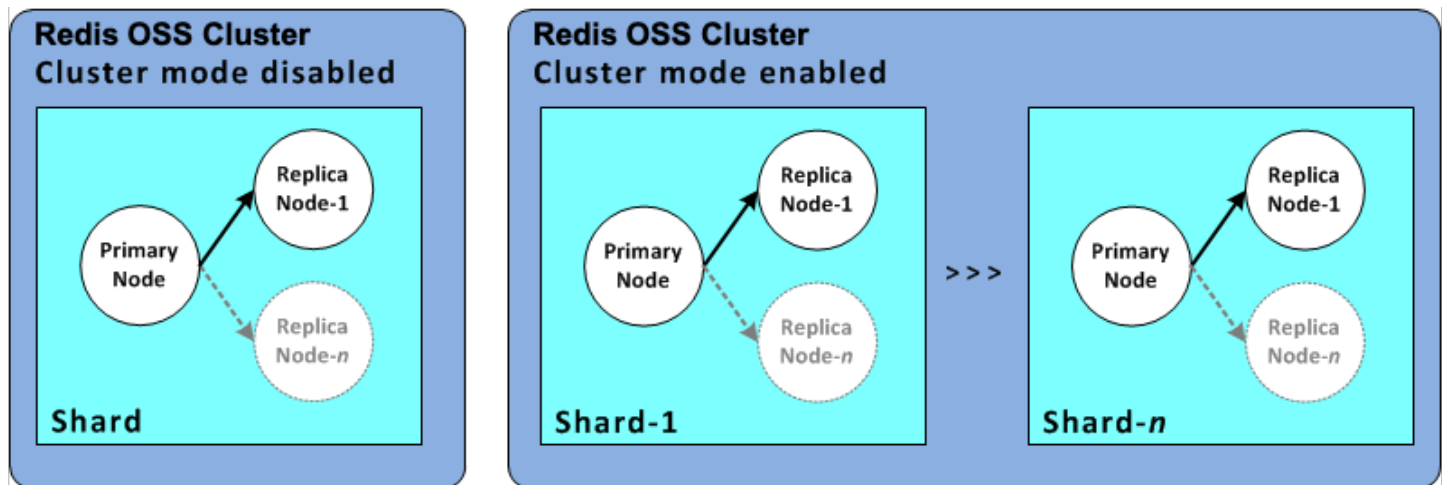 Redis OSS Cluster
Cluster mode disabled
Replica
Node-1
Primary
Node
Replica
Node-n
Shard
Redis OSS Cluster
Cluster mode enabled
Replica
Node-1
Primary
Node
Replica
Node-n
Shard-1
>>>
Replica
Node-1
Primary
Node
Replica
Node-n
Shard-n